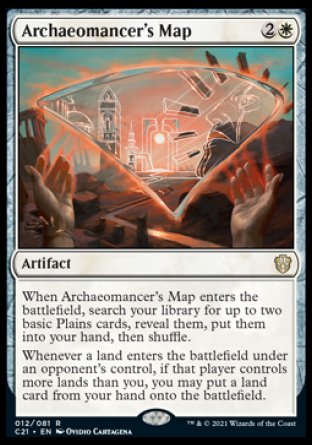 Archaeomancer's Map 2
Artifact
When Archaeomancer's Map enters the
battlefield, search your library for up to two
basic Plains cards, reveal them, put them
into your hand, then shuffle.
Whenever a land enters the battlefield under
an opponent's control, if that player controls
more lands than you, you may put a land
card from your hand onto the battlefield.
012/081 R
C21 • EN Ovidio Cartagena ™ & © 2021 Wizards of the Coast